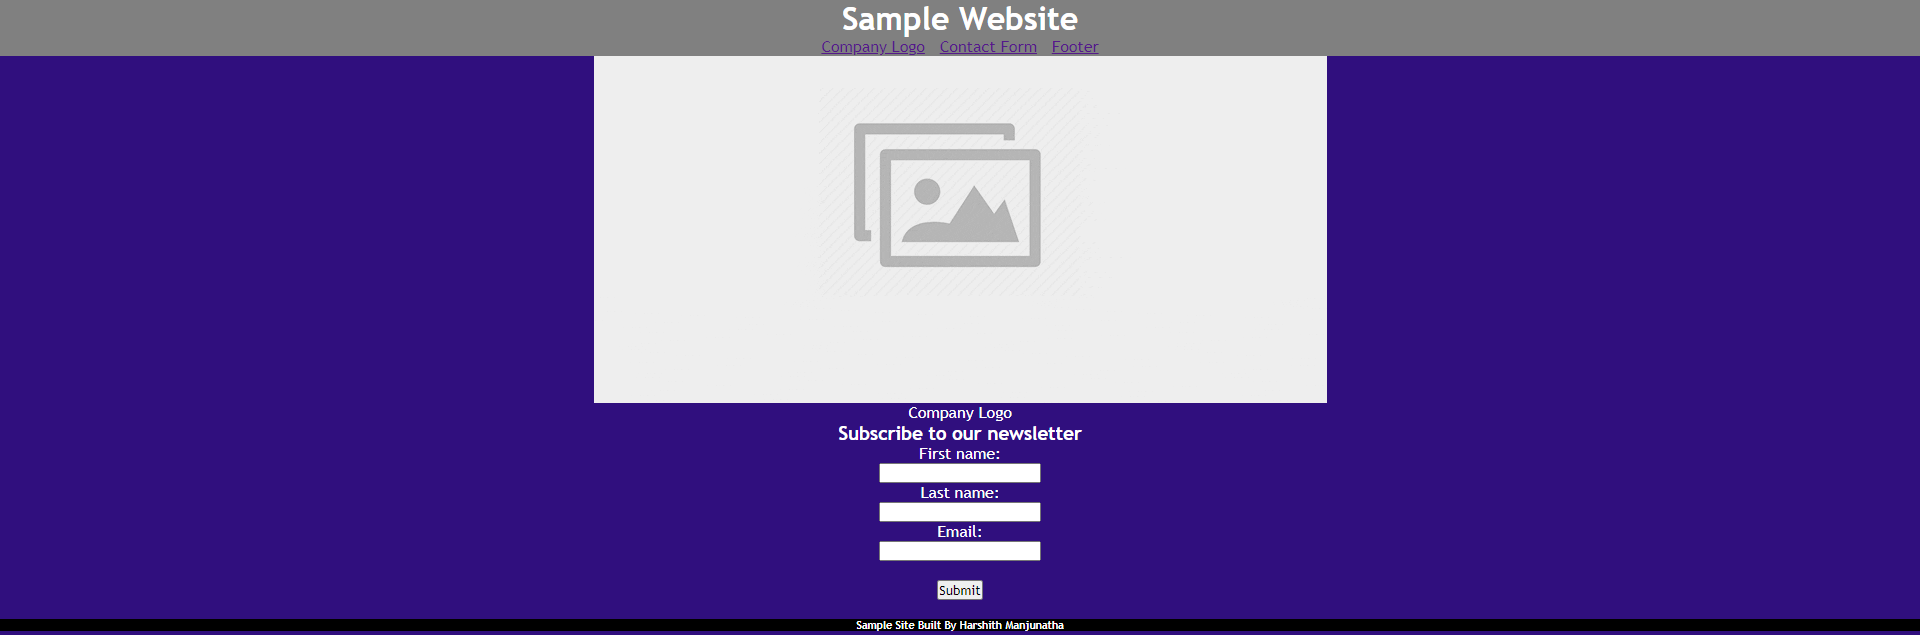 Sample Website
Company Logo Contact Form Footer
Company Logo
Subscribe to our newsletter
First name:
Last name:
Email:
Submit
Sample Site Built By Harshith Manjunatha